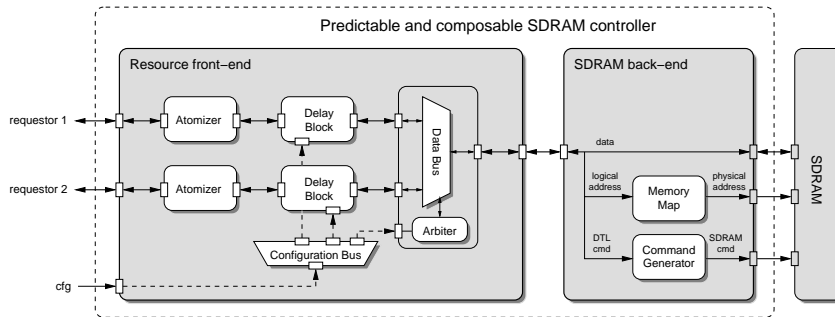 Predictable and composable SDRAM controller
Resource front−end
SDRAM back−end
requestor 1
Atomizer
Delay
Block
Data Bus
data
requestor 2
Atomizer
Delay
Block
logical
address
Memory
Map
physical
address
SDRAM
Arbiter
Configuration Bus
DTL
cmd
Command
Generator
SDRAM
cmd
cfg